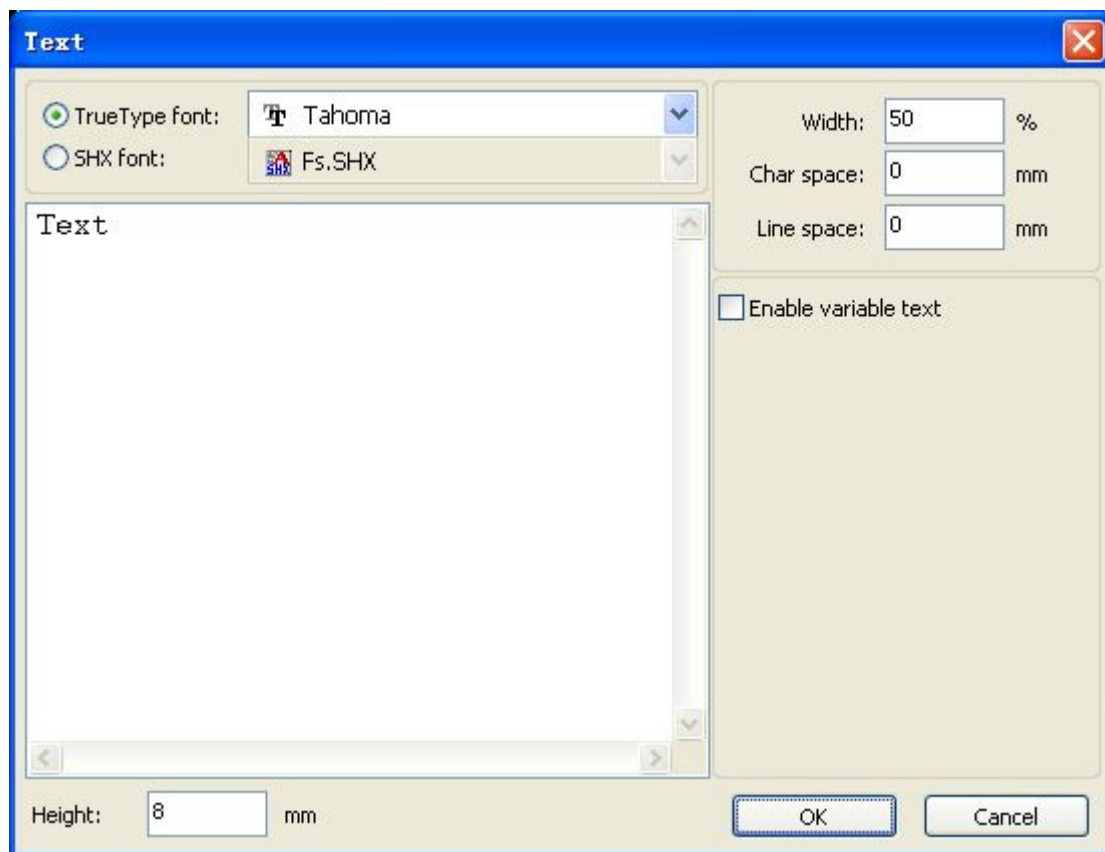 Text
TrueType font: Tahoma
SHX font: Fs.SHX
Width: 50 %
Char space: 0 mm
Line space: 0 mm
Text
Enable variable text
Height: 8 mm
OK Cancel